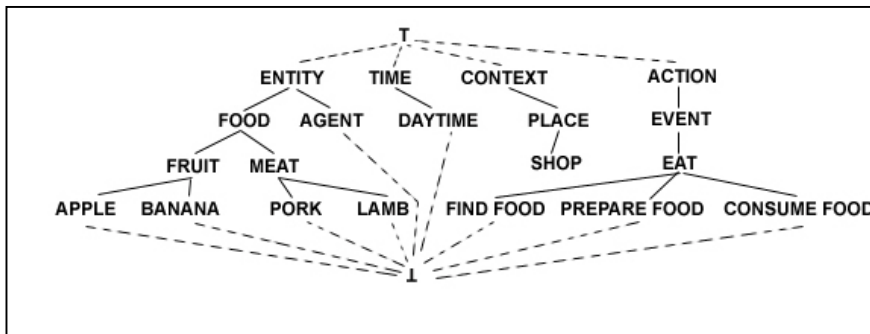 T
ENTITY TIME CONTEXT ACTION
FOOD AGENT DAYTIME PLACE EVENT
FRUIT MEAT SHOP EAT
APPLE BANANA PORK LAMB FIND FOOD PREPARE FOOD CONSUME FOOD
⊥